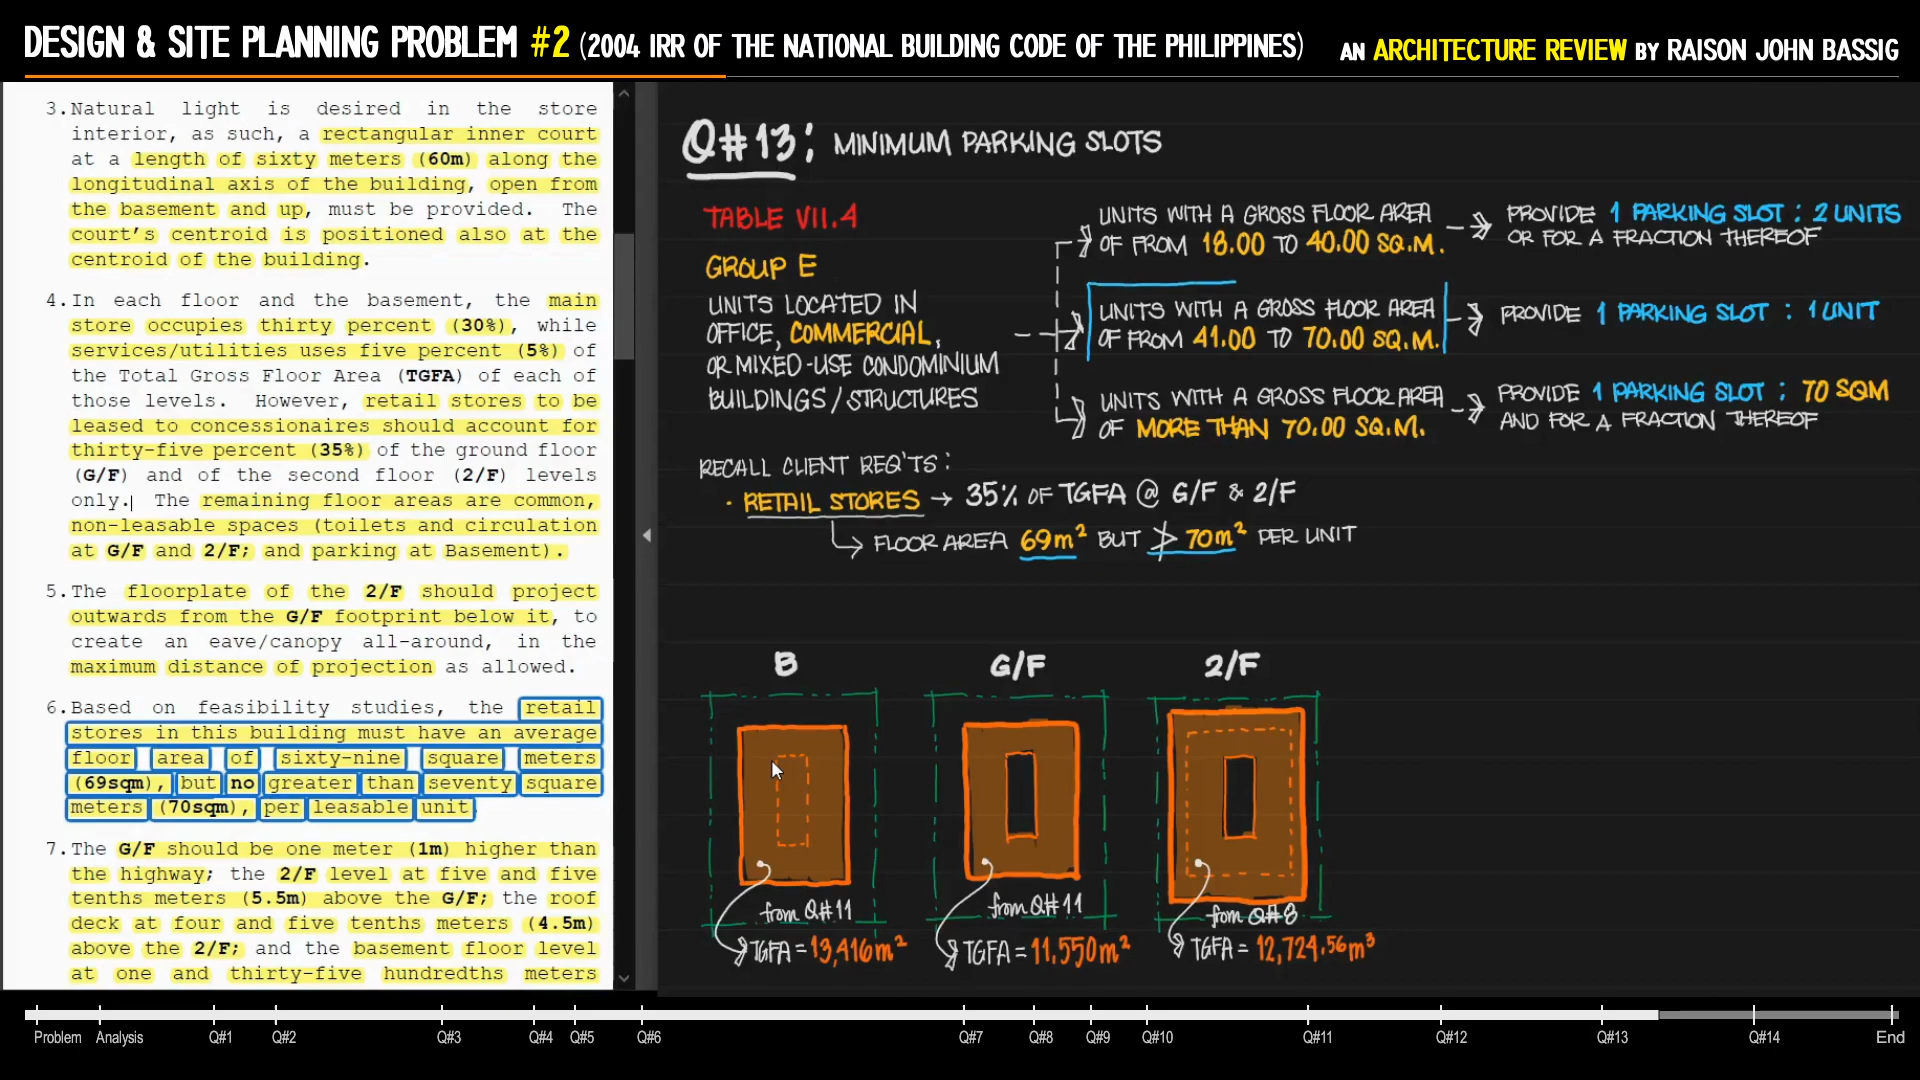 DESIGN & SITE PLANNING PROBLEM #2 (2004 IRR OF THE NATIONAL BUILDING CODE OF THE PHILIPPINES)
AN ARCHITECTURE REVIEW BY RAISON JOHN BASSIG
3. Natural light is desired in the store
interior, as such, a rectangular inner court
at a length of sixty meters (60m) along the
longitudinal axis of the building, open from
the basement and up, must be provided. The
court's centroid is positioned also at the
centroid of the building.
4. In each floor and the basement, the main
store occupies thirty percent (30%), while
services/utilities uses five percent (5%) of
the Total Gross Floor Area (TGFA) of each of
those levels. However, retail stores to be
leased to concessionaires should account for
thirty-five percent (35%) of the ground floor
(G/F) and of the second floor (2/F) levels
only. The remaining floor areas are common,
non-leasable spaces (toilets and circulation
at G/F and 2/F; and parking at Basement).
5. The floorplate of the 2/F should project
outwards from the G/F footprint below it, to
create an eave/canopy all-around, in the
maximum distance of projection as allowed.
6. Based on feasibility studies, the retail
stores in this building must have an average
floor area of sixty-nine square meters
(69sqm), but no greater than seventy square
meters (70sqm), per leasable unit
7. The G/F should be one meter (1m) higher than
the highway; the 2/F level at five and five
tenths meters (5.5m) above the G/F; the roof
deck at four and five tenths meters (4.5m)
above the 2/F; and the basement floor level
at one and thirty-five hundredths meters
Q#13: MINIMUM PARKING SLOTS
TABLE VII.4
GROUP E
UNITS LOCATED IN
OFFICE, COMMERCIAL,
OR MIXED-USE CONDOMINIUM
BUILDINGS/STRUCTURES
UNITS WITH A GROSS FLOOR AREA
OF FROM 18.00 TO 40.00 SQ.M.
PROVIDE 1 PARKING SLOT : 2 UNITS
OR FOR A FRACTION THEREOF
UNITS WITH A GROSS FLOOR AREA
OF FROM 41.00 TO 70.00 SQ.M.
PROVIDE 1 PARKING SLOT : 1 UNIT
UNITS WITH A GROSS FLOOR AREA
OF MORE THAN 70.00 SQ.M.
PROVIDE 1 PARKING SLOT : 70 SQM
AND FOR A FRACTION THEREOF
RECALL CLIENT REQ'TS:
· RETAIL STORES → 35% OF TGFA @ G/F & 2/F
FLOOR AREA 69m² BUT ≯ 70m² PER UNIT
B
G/F
2/F
from Q#11
from Q#11
from Q#8
TGFA = 13,416m²
TGFA = 11,550m²
TGFA = 12,724.56m³
Problem Analysis Q#1 Q#2 Q#3 Q#4 Q#5 Q#6 Q#7 Q#8 Q#9 Q#10 Q#11 Q#12 Q#13 Q#14 End